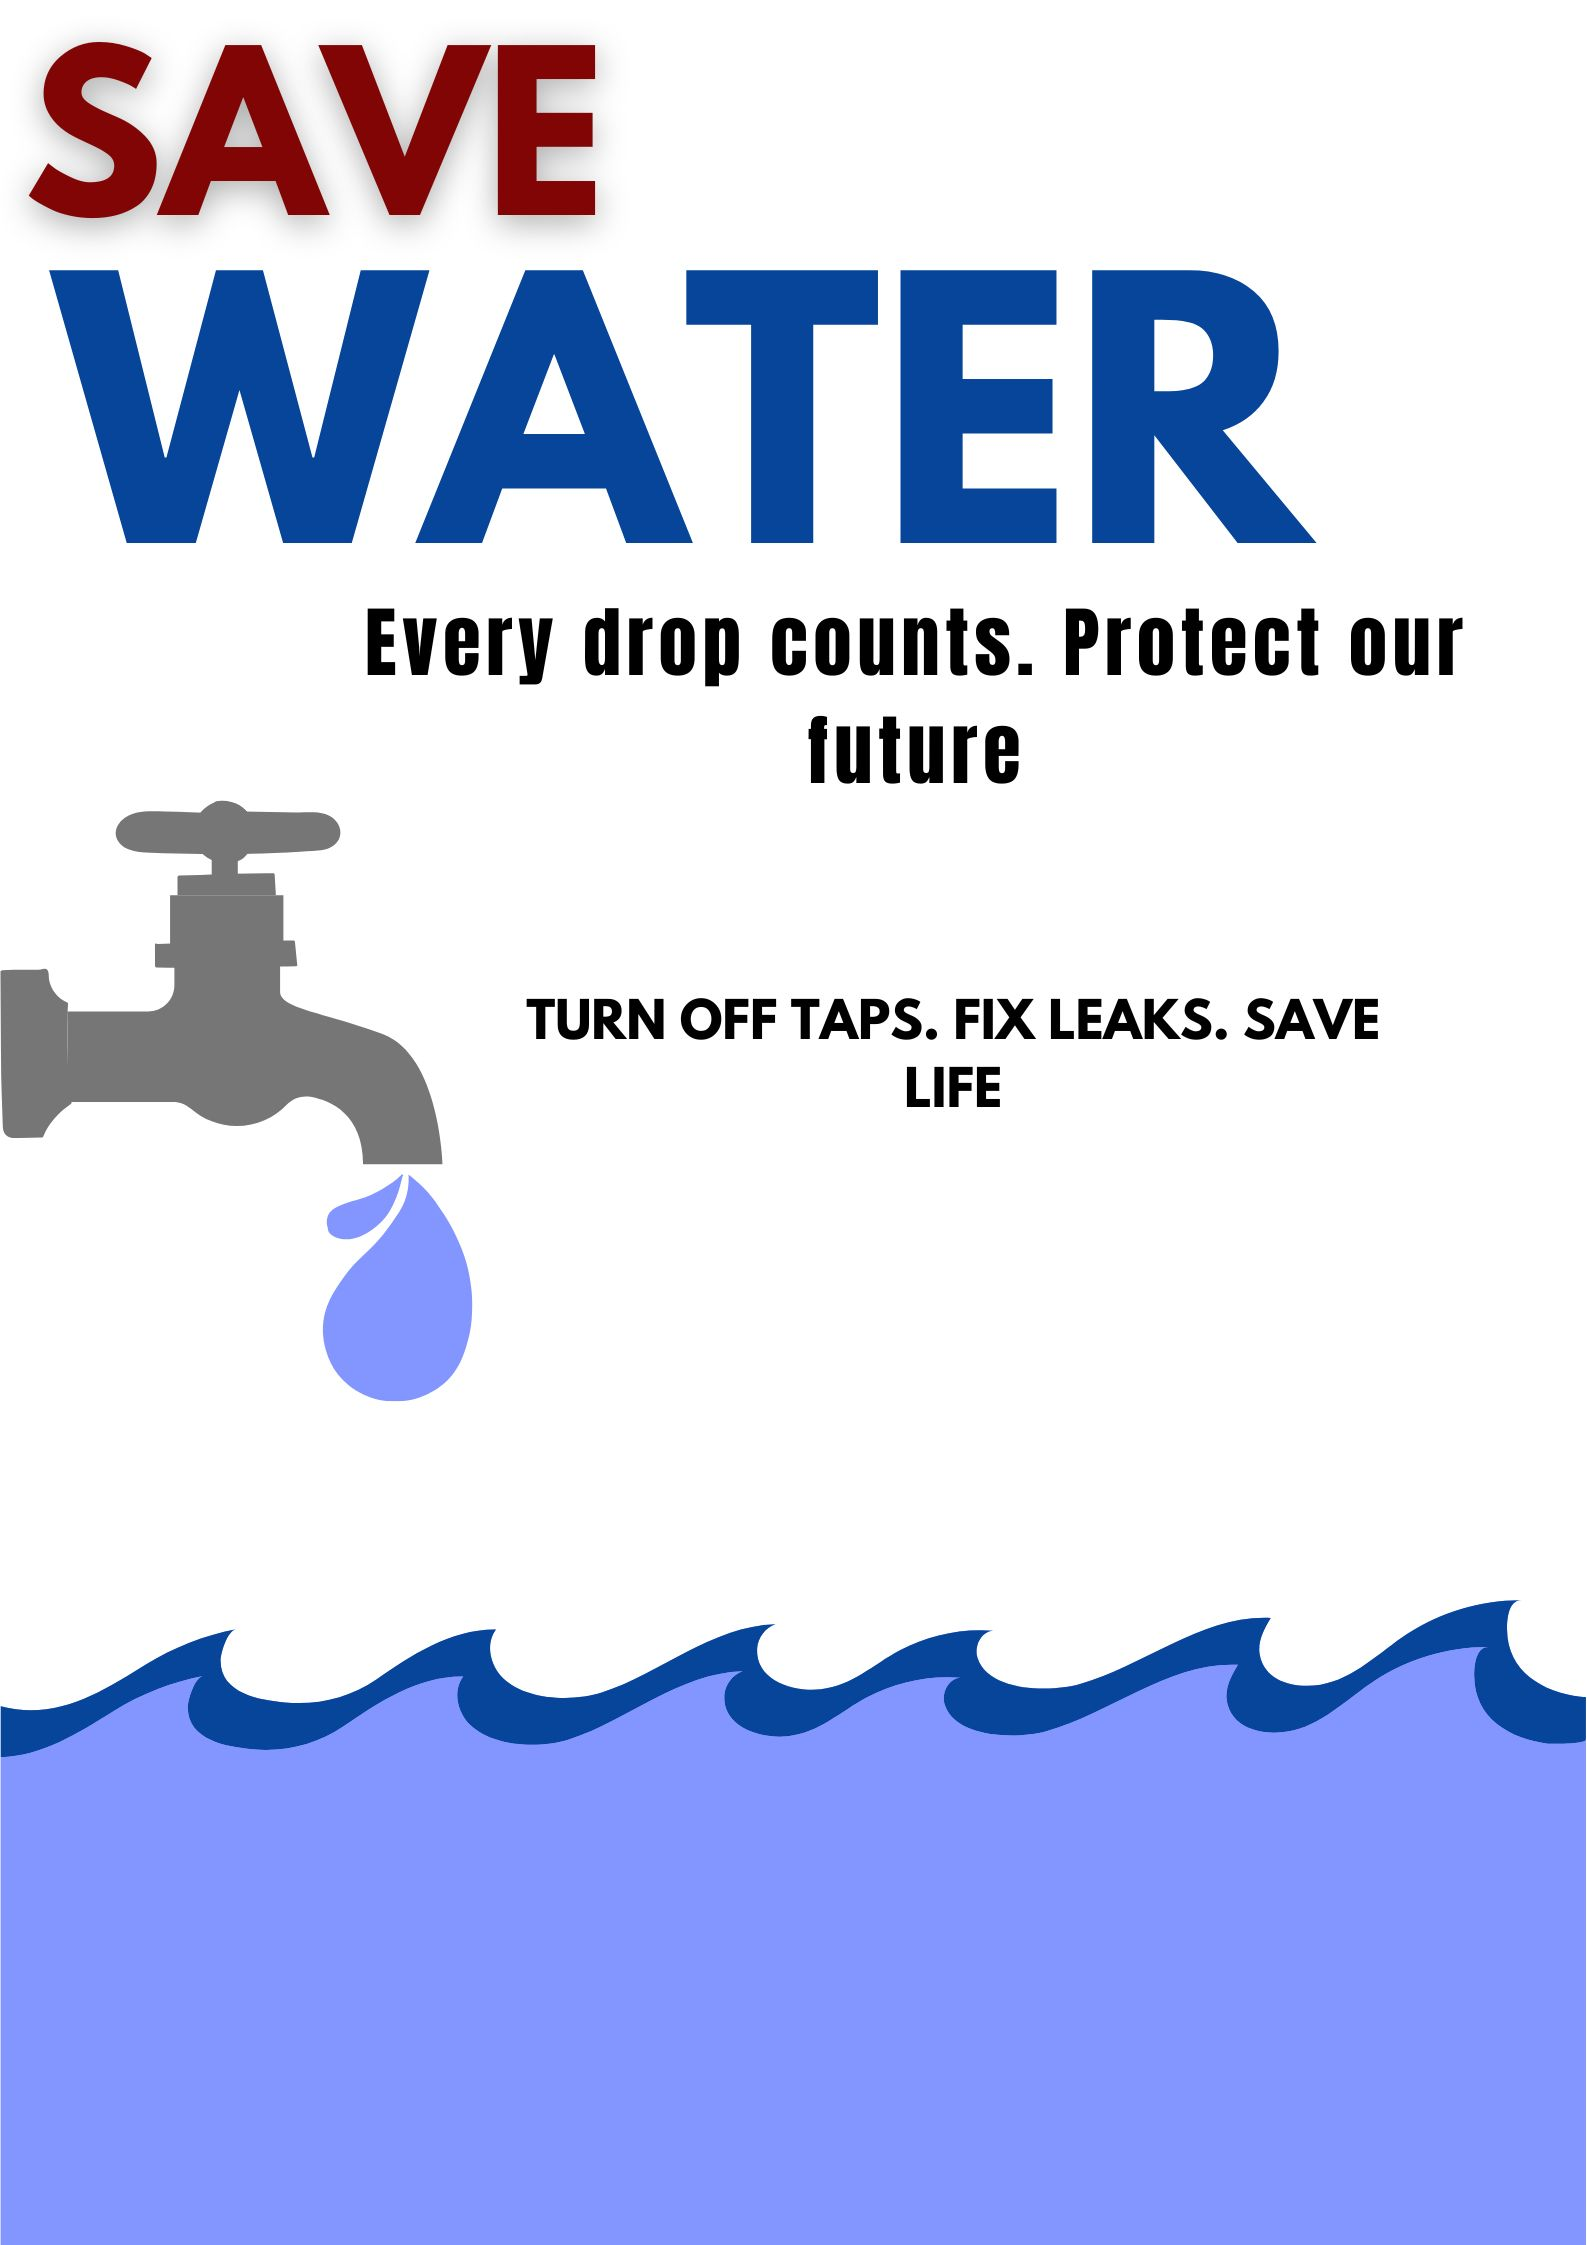 SAVE
WATER
Every drop counts. Protect our
future
TURN OFF TAPS. FIX LEAKS. SAVE
LIFE